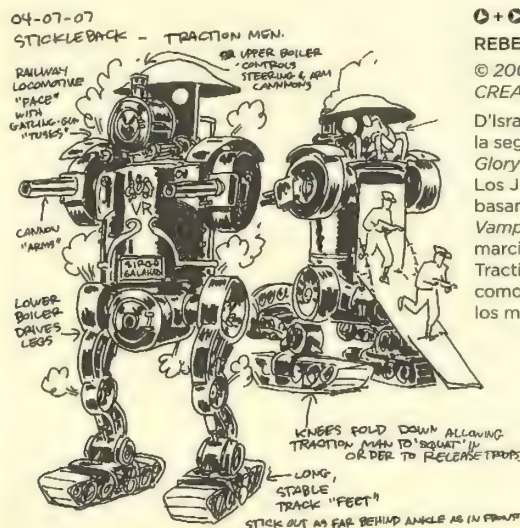 04-07-07
STICKLEBACK – TRACTION MEN.
RAILWAY
LOCOMOTIVE
"FACE"
WITH
GATLING-GUN
"TUSKS"
UPPER BOILER
CONTROLS
STEERING & ARM
CANNONS
CANNON
"ARMS"
VR
GALAHAD
LOWER
BOILER
DRIVES
LEGS
KNEES FOLD DOWN ALLOWING
TRACTION MAN TO 'SQUAT' IN
ORDER TO RELEASE TROOPS
LONG,
STABLE
TRACK "FEET"
STICK OUT AS FAR BEHIND ANKLE AS IN FRONT
REBE
© 200
CREA
D'Isra
la seg
Glory
Los J
basar
Vamp
marci
Tracti
como
los m